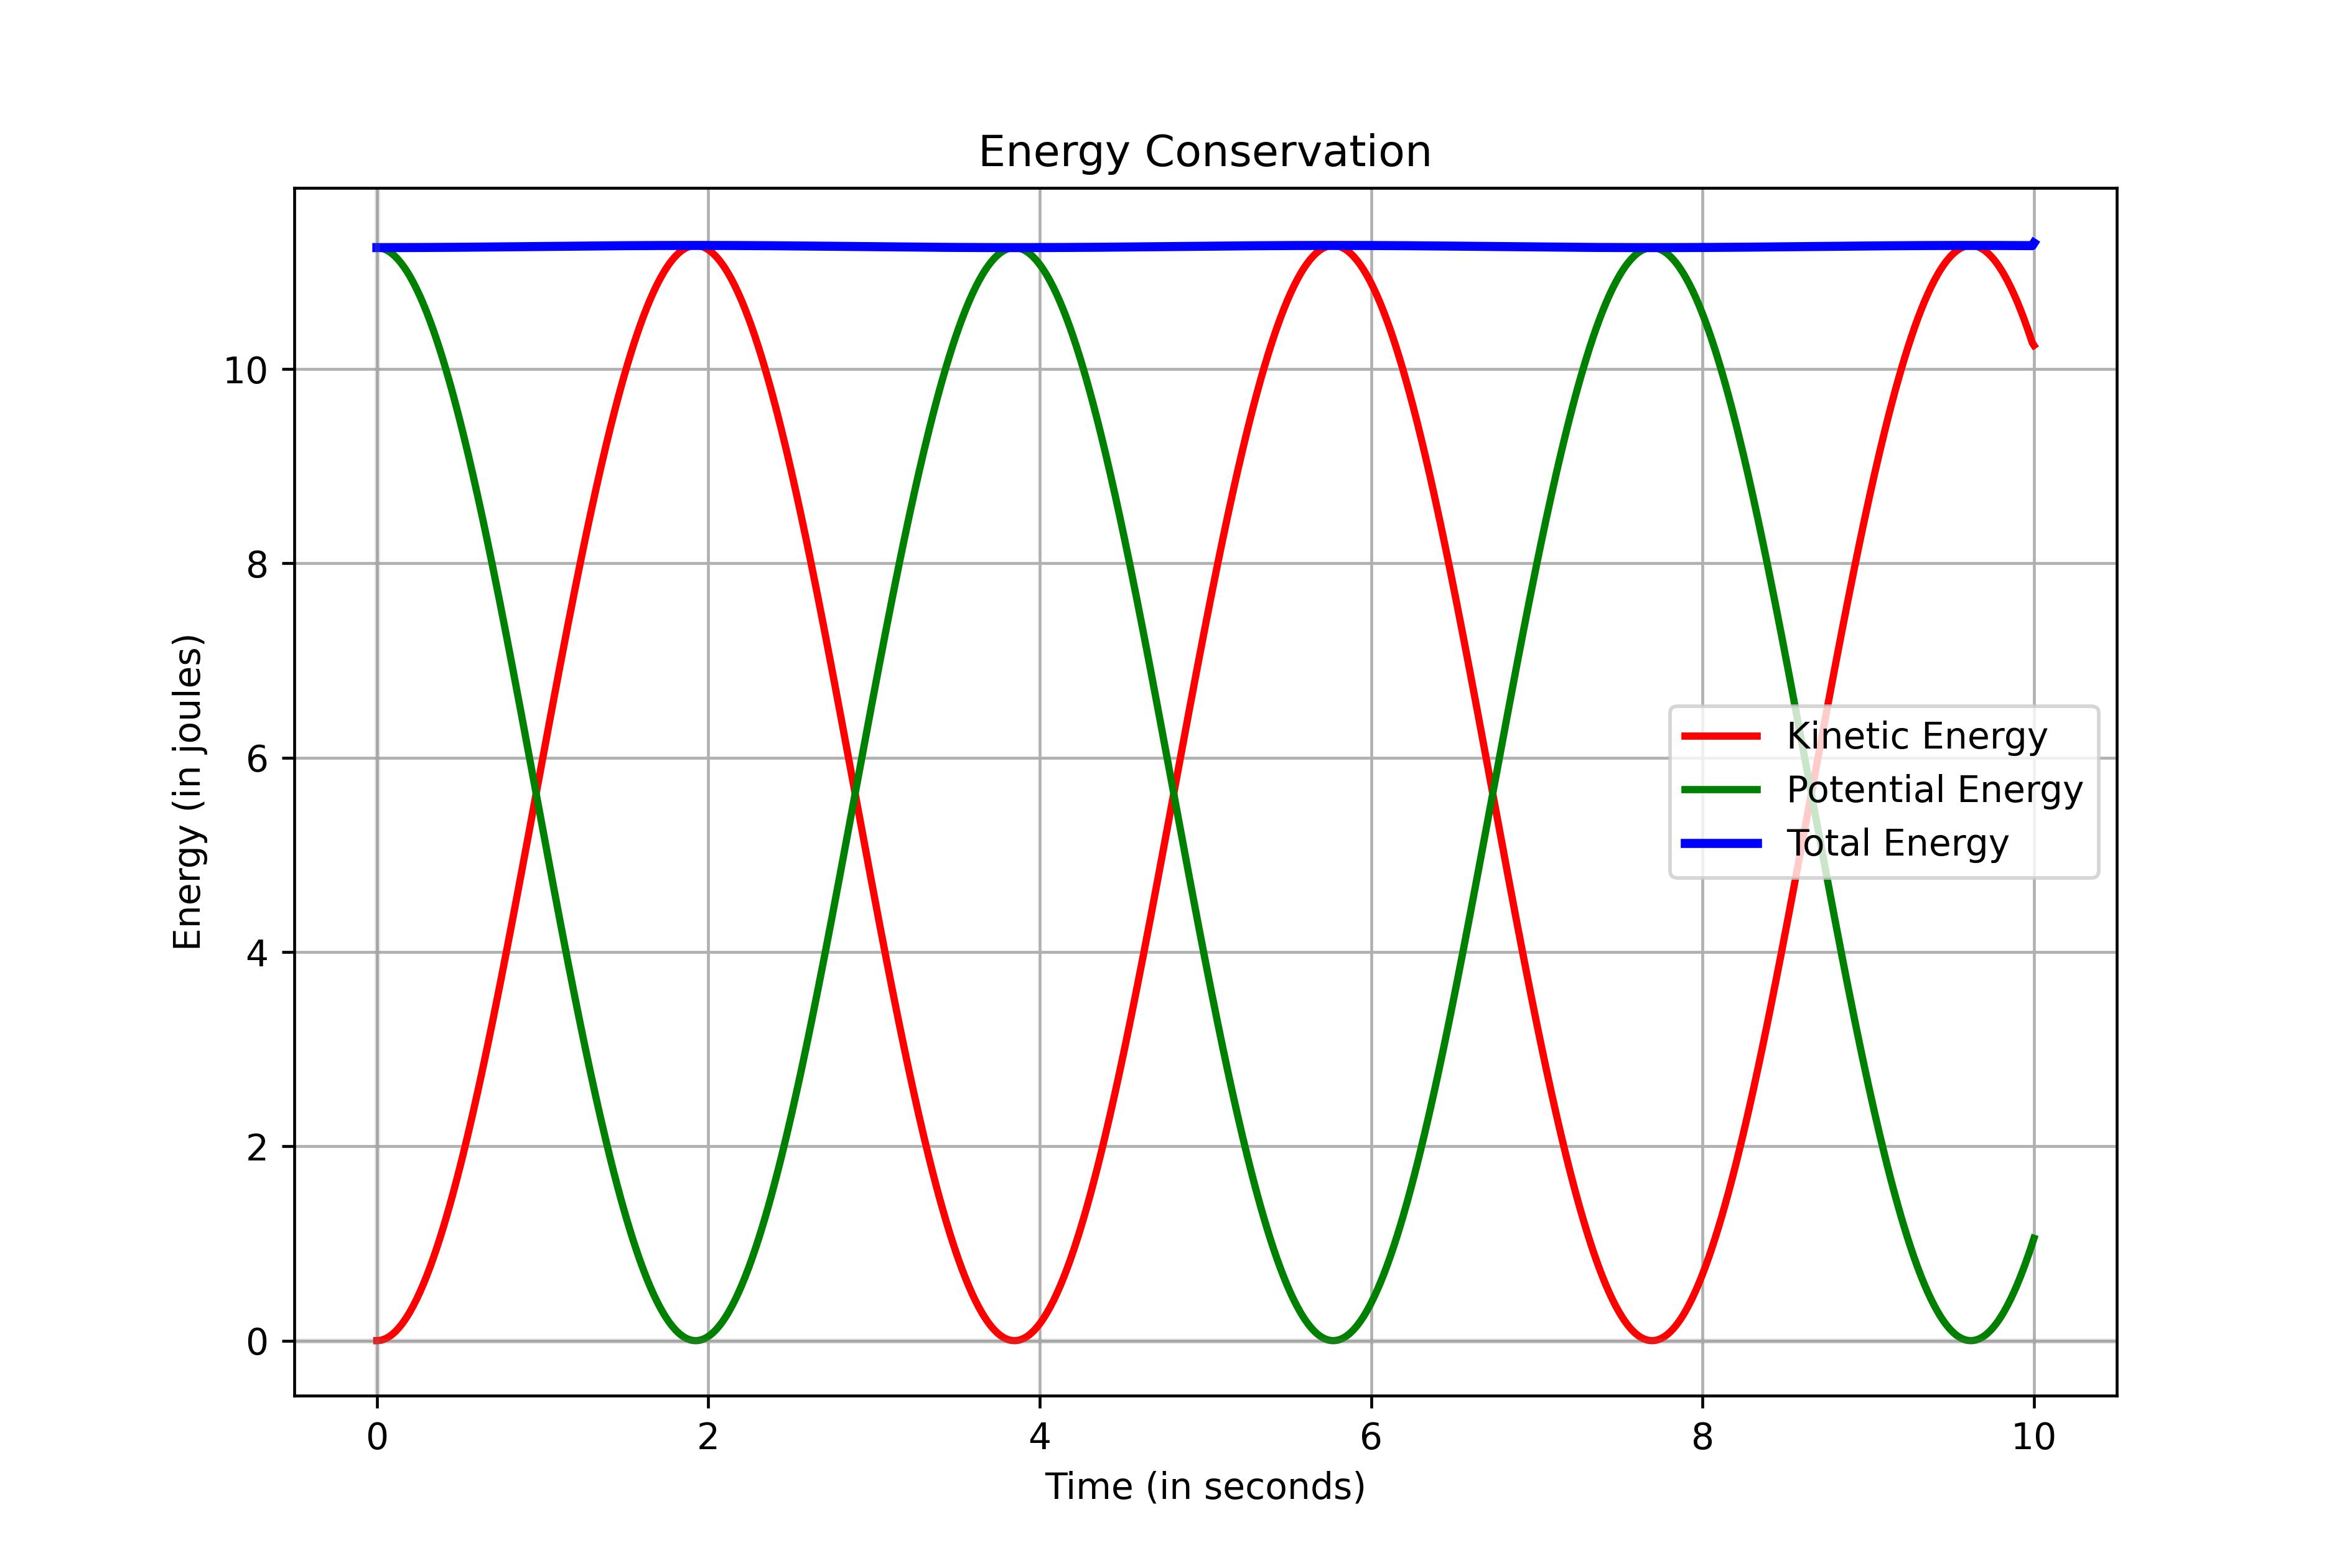 Energy Conservation
Energy (in joules)
10
8
6
4
2
0
Kinetic Energy
Potential Energy
Total Energy
0 2 4 6 8 10
Time (in seconds)